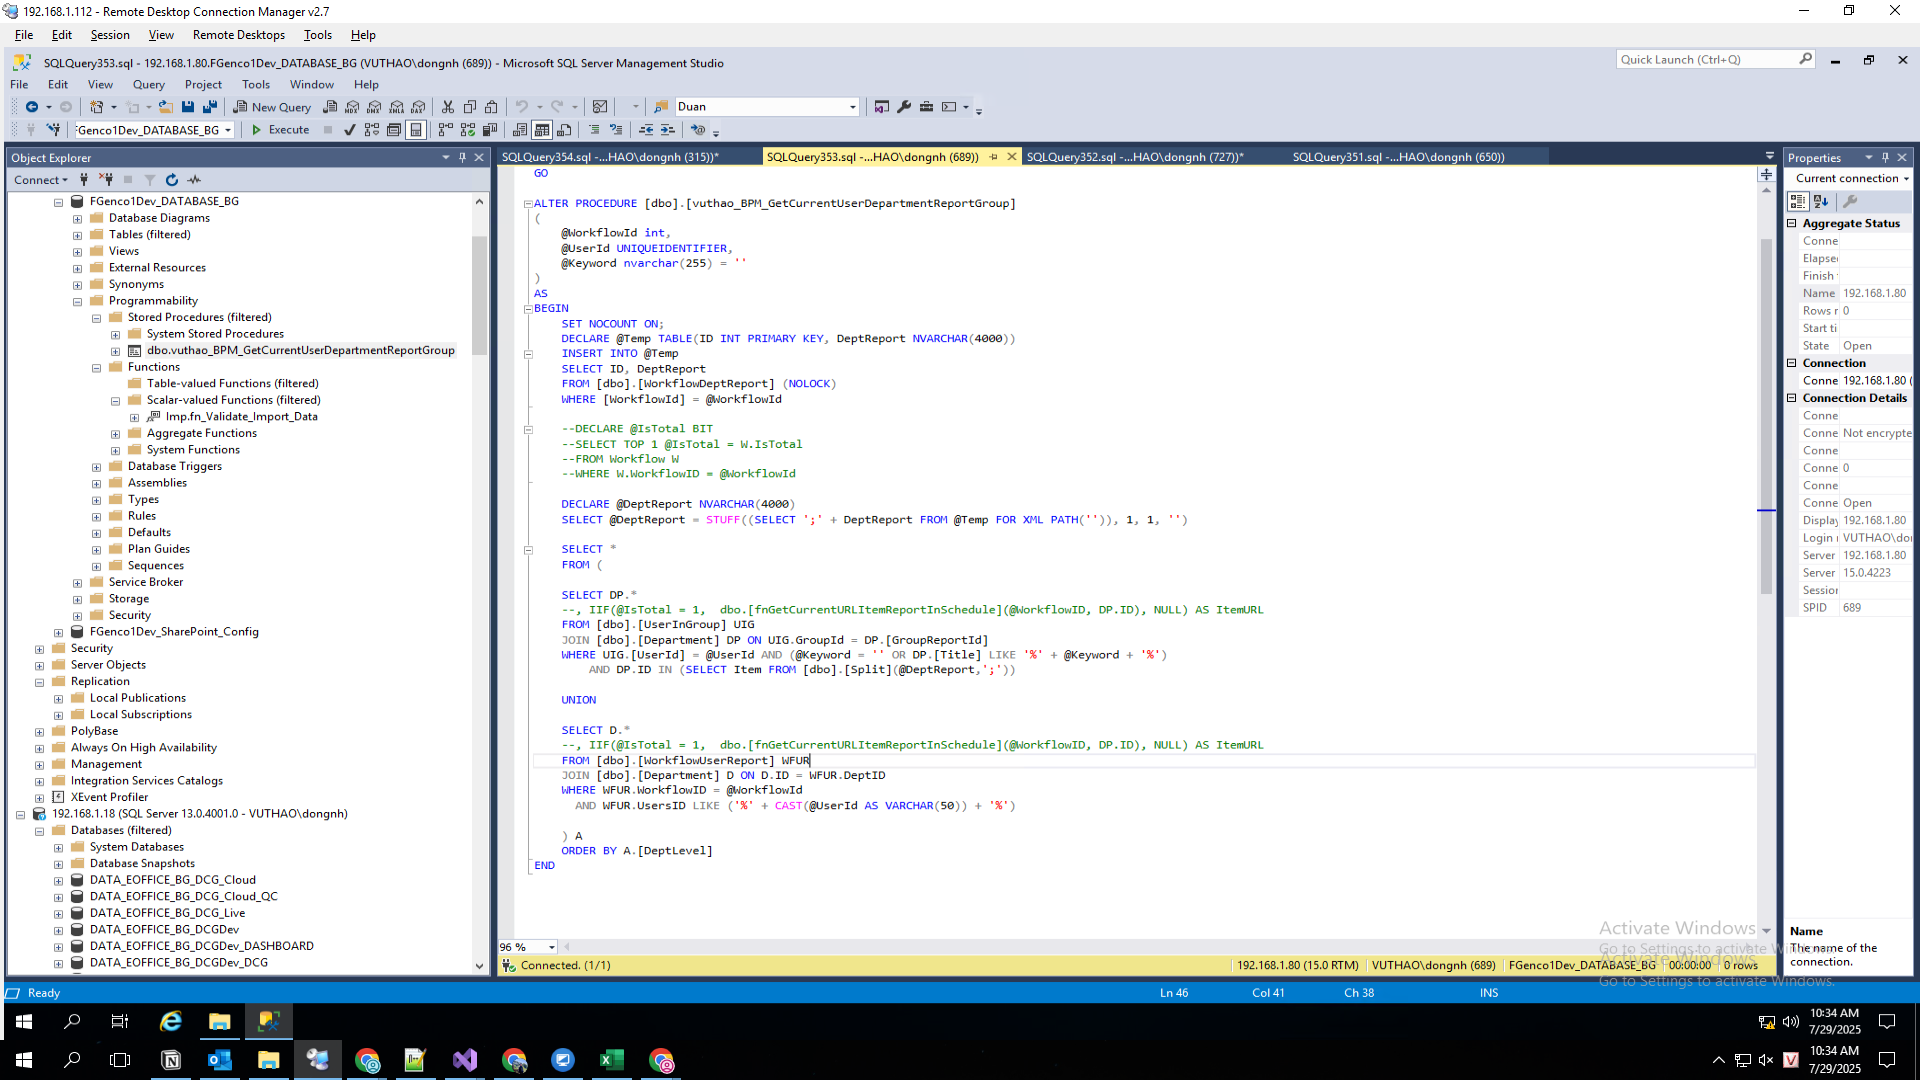 192.168.1.112 - Remote Desktop Connection Manager v2.7
File Edit Session View Remote Desktops Tools Help
SQLQuery353.sql - 192.168.1.80.FGenco1Dev_DATABASE_BG (VUTHAO\dongnh (689)) - Microsoft SQL Server Management Studio
Quick Launch (Ctrl+Q)
File Edit View Query Project Tools Window Help
New Query
Duan
Genco1Dev_DATABASE_BG
Execute
Object Explorer
Connect
FGenco1Dev_DATABASE_BG
Database Diagrams
Tables (filtered)
Views
External Resources
Synonyms
Programmability
Stored Procedures (filtered)
System Stored Procedures
dbo.vuthao_BPM_GetCurrentUserDepartmentReportGroup
Functions
Table-valued Functions (filtered)
Scalar-valued Functions (filtered)
Imp.fn_Validate_Import_Data
Aggregate Functions
System Functions
Database Triggers
Assemblies
Types
Rules
Defaults
Plan Guides
Sequences
Service Broker
Storage
Security
FGenco1Dev_SharePoint_Config
Security
Server Objects
Replication
Local Publications
Local Subscriptions
PolyBase
Always On High Availability
Management
Integration Services Catalogs
XEvent Profiler
192.168.1.18 (SQL Server 13.0.4001.0 - VUTHAO\dongnh)
Databases (filtered)
System Databases
Database Snapshots
DATA_EOFFICE_BG_DCG_Cloud
DATA_EOFFICE_BG_DCG_Cloud_QC
DATA_EOFFICE_BG_DCG_Live
DATA_EOFFICE_BG_DCGDev
DATA_EOFFICE_BG_DCGDev_DASHBOARD
DATA_EOFFICE_BG_DCGDev_DCG
SQLQuery354.sql -...HAO\dongnh (315))*
SQLQuery353.sql -...HAO\dongnh (689))
SQLQuery352.sql -...HAO\dongnh (727))*
SQLQuery351.sql -...HAO\dongnh (650))
GO
ALTER PROCEDURE [dbo].[vuthao_BPM_GetCurrentUserDepartmentReportGroup]
(
@WorkflowId int,
@UserId UNIQUEIDENTIFIER,
@Keyword nvarchar(255) = ''
)
AS
BEGIN
SET NOCOUNT ON;
DECLARE @Temp TABLE(ID INT PRIMARY KEY, DeptReport NVARCHAR(4000))
INSERT INTO @Temp
SELECT ID, DeptReport
FROM [dbo].[WorkflowDeptReport] (NOLOCK)
WHERE [WorkflowId] = @WorkflowId
--DECLARE @IsTotal BIT
--SELECT TOP 1 @IsTotal = W.IsTotal
--FROM Workflow W
--WHERE W.WorkflowID = @WorkflowId
DECLARE @DeptReport NVARCHAR(4000)
SELECT @DeptReport = STUFF((SELECT ';' + DeptReport FROM @Temp FOR XML PATH('')), 1, 1, '')
SELECT *
FROM (
SELECT DP.*
--, IIF(@IsTotal = 1,  dbo.[fnGetCurrentURLItemReportInSchedule](@WorkflowID, DP.ID), NULL) AS ItemURL
FROM [dbo].[UserInGroup] UIG
JOIN [dbo].[Department] DP ON UIG.GroupId = DP.[GroupReportId]
WHERE UIG.[UserId] = @UserId AND (@Keyword = '' OR DP.[Title] LIKE '%' + @Keyword + '%')
AND DP.ID IN (SELECT Item FROM [dbo].[Split](@DeptReport,';'))
UNION
SELECT D.*
--, IIF(@IsTotal = 1,  dbo.[fnGetCurrentURLItemReportInSchedule](@WorkflowID, DP.ID), NULL) AS ItemURL
FROM [dbo].[WorkflowUserReport] WFUR
JOIN [dbo].[Department] D ON D.ID = WFUR.DeptID
WHERE WFUR.WorkflowID = @WorkflowId
AND WFUR.UsersID LIKE ('%' + CAST(@UserId AS VARCHAR(50)) + '%')
) A
ORDER BY A.[DeptLevel]
END
96 %
Connected. (1/1)
192.168.1.80 (15.0 RTM) VUTHAO\dongnh (689) FGenco1Dev_DATABASE_BG 00:00:00 0 rows
Properties
Current connection
Aggregate Status
Conne
Elapse
Finish
Name 192.168.1.80
Rows r 0
Start ti
State Open
Connection
Conne 192.168.1.80 (
Connection Details
Conne
Conne Not encrypte
Conne
Conne 0
Conne
Conne Open
Display 192.168.1.80
Login VUTHAO\do
Server 192.168.1.80
Server 15.0.4223
Session
SPID 689
Name
The name of the connection.
Activate Windows
Go to Settings to activate Windows.
Activate Windows
Go to Settings to activate Windows.
Ready
Ln 46 Col 41 Ch 38 INS
10:34 AM
7/29/2025
10:34 AM
7/29/2025